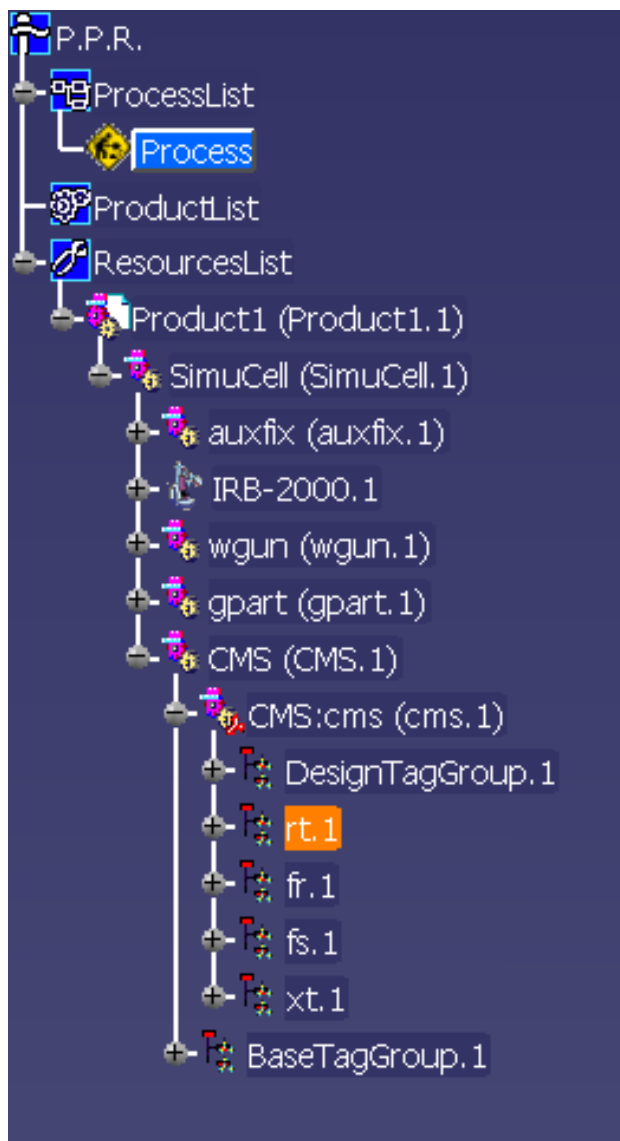 P.P.R.
ProcessList
Process
ProductList
ResourcesList
Product1 (Product1.1)
SimuCell (SimuCell.1)
auxfix (auxfix.1)
IRB-2000.1
wgun (wgun.1)
gpart (gpart.1)
CMS (CMS.1)
CMS:cms (cms.1)
DesignTagGroup.1
rt.1
fr.1
fs.1
xt.1
BaseTagGroup.1